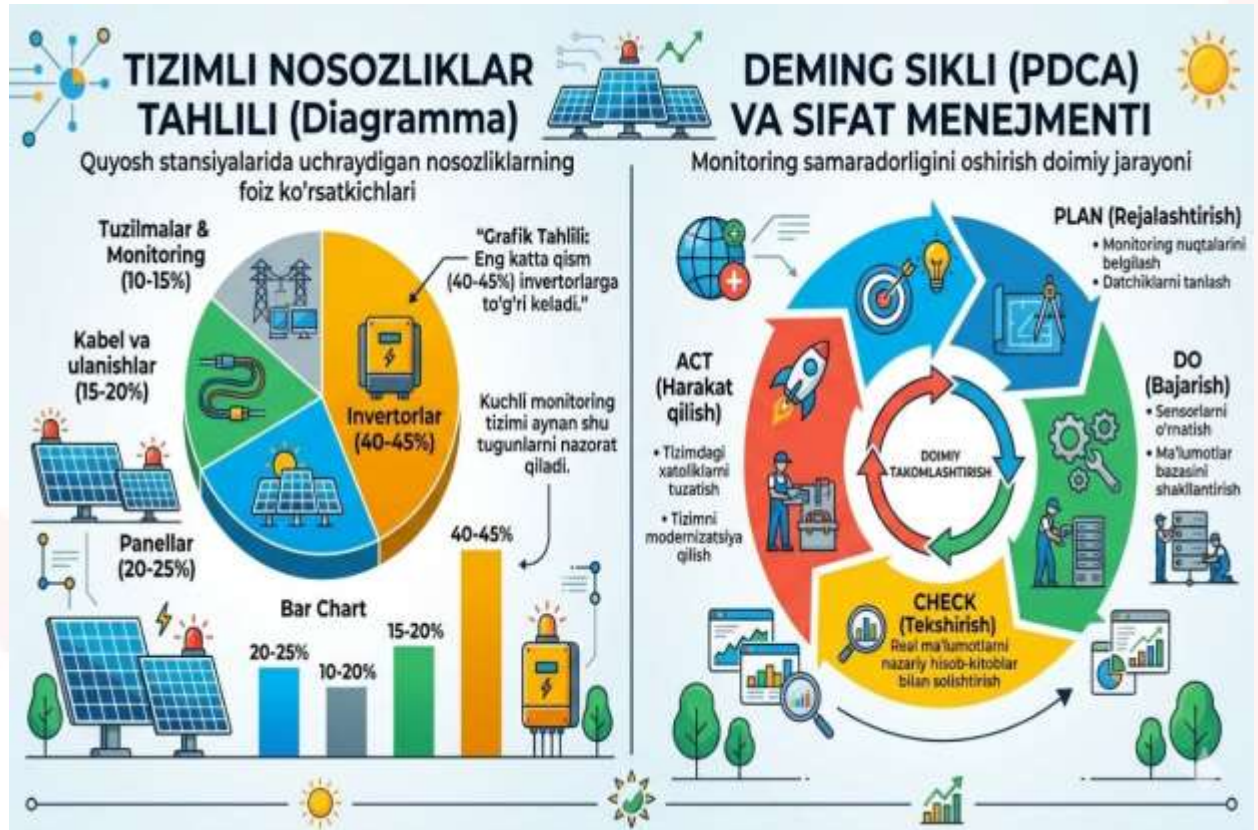 TIZIMLI NOSOZLIKLAR
TAHLILI (Diagramma)
Quyosh stansiyalarida uchraydigan nosozliklarning
foiz ko'rsatkichlari
Tuzilmalar &
Monitoring
(10-15%)
"Grafik Tahlili:
Eng katta qism
(40-45%) invertorlarga
to'g'ri keladi."
Kabel va
ulanishlar
(15-20%)
Invertorlar
(40-45%)
Kuchli monitoring
tizimi aynan shu
tugunlarni nazorat
qiladi.
Panellar
(20-25%)
Bar Chart
20-25%
10-20%
15-20%
40-45%
DEMING SIKLI (PDCA)
VA SIFAT MENEJMENTI
Monitoring samaradorligini oshirish doimiy jarayoni
PLAN (Rejalashtirish)
• Monitoring nuqtalarini
belgilash
• Datchiklarni tanlash
DO
(Bajarish)
• Sensorlarni
o'rnatish
• Ma'lumotlar
bazasini
shakllantirish
CHECK
(Tekshirish)
Real ma'lumotlarni
nazariy hisob-kitoblar
bilan solishtirish
ACT
(Harakat
qilish)
• Tizimdagi
xatoliklarni
tuzatish
• Tizimni
modernizatsiya
qilish
DOIMIY
TAKOMLASHTIRISH